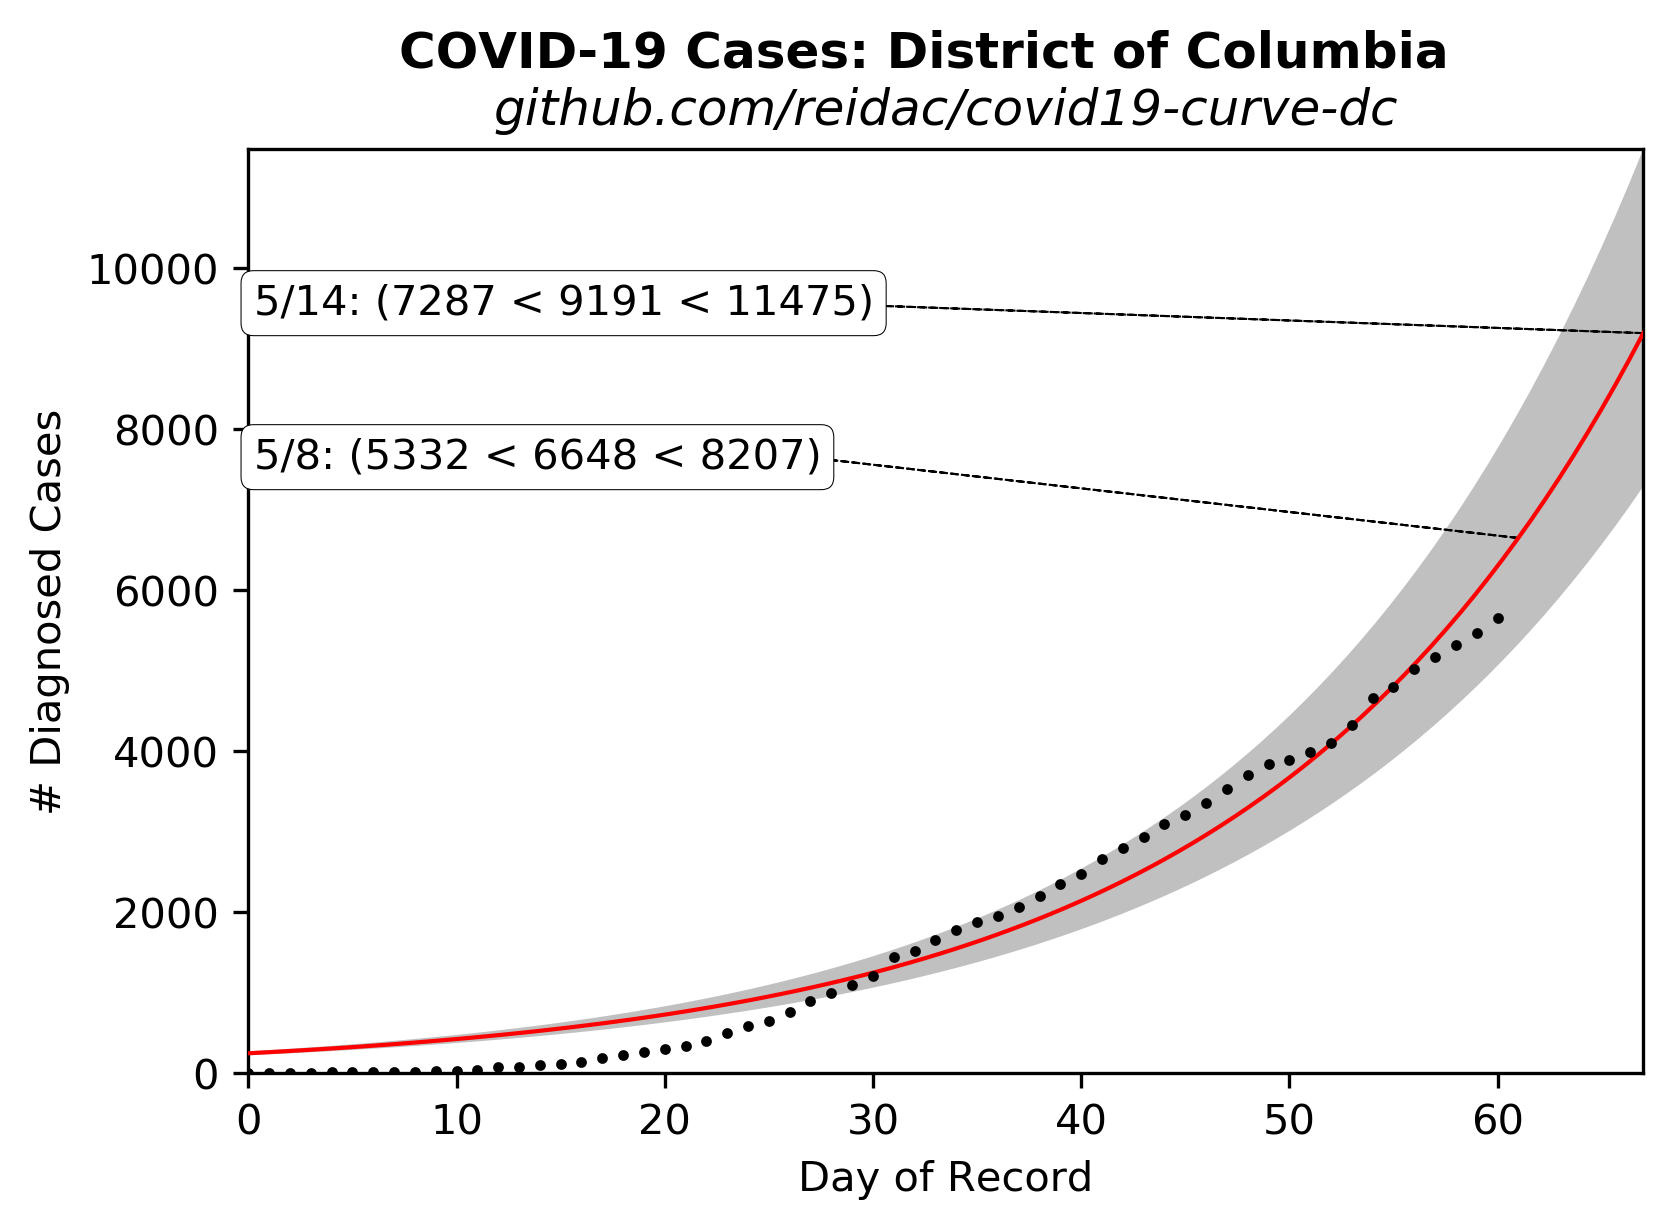 COVID-19 Cases: District of Columbia
github.com/reidac/covid19-curve-dc
# Diagnosed Cases
10000
8000
6000
4000
2000
0
5/14: (7287 < 9191 < 11475)
5/8: (5332 < 6648 < 8207)
0 10 20 30 40 50 60
Day of Record